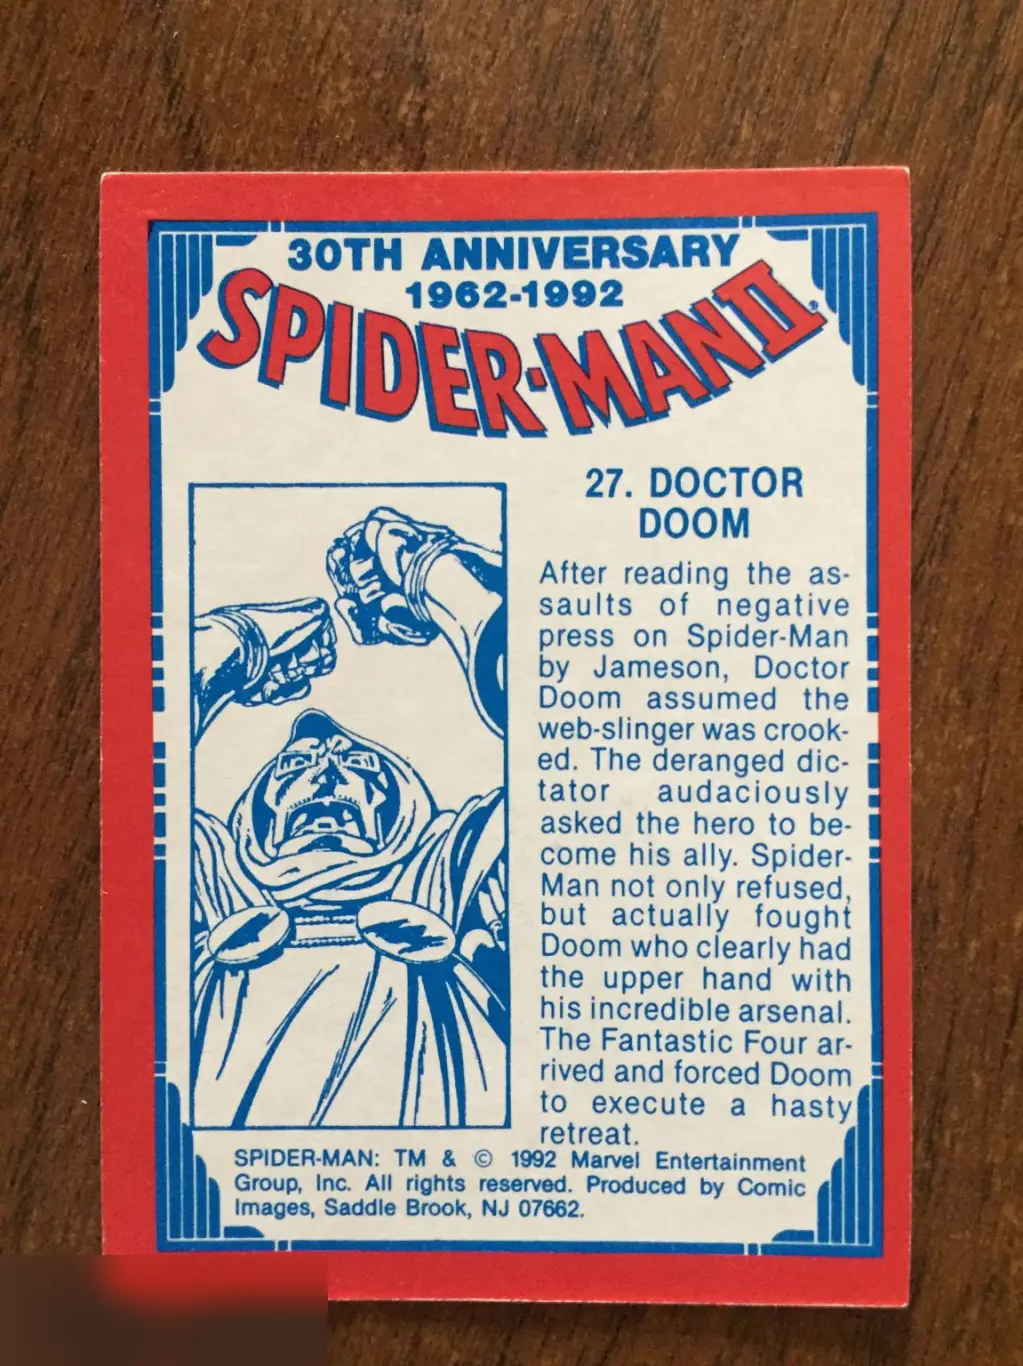 30TH ANNIVERSARY
1962-1992
SPIDER-MAN II®
27. DOCTOR
DOOM
After reading the as-
saults of negative
press on Spider-Man
by Jameson, Doctor
Doom assumed the
web-slinger was crook-
ed. The deranged dic-
tator audaciously
asked the hero to be-
come his ally. Spider-
Man not only refused,
but actually fought
Doom who clearly had
the upper hand with
his incredible arsenal.
The Fantastic Four ar-
rived and forced Doom
to execute a hasty
retreat.
SPIDER-MAN: TM & © 1992 Marvel Entertainment
Group, Inc. All rights reserved. Produced by Comic
Images, Saddle Brook, NJ 07662.